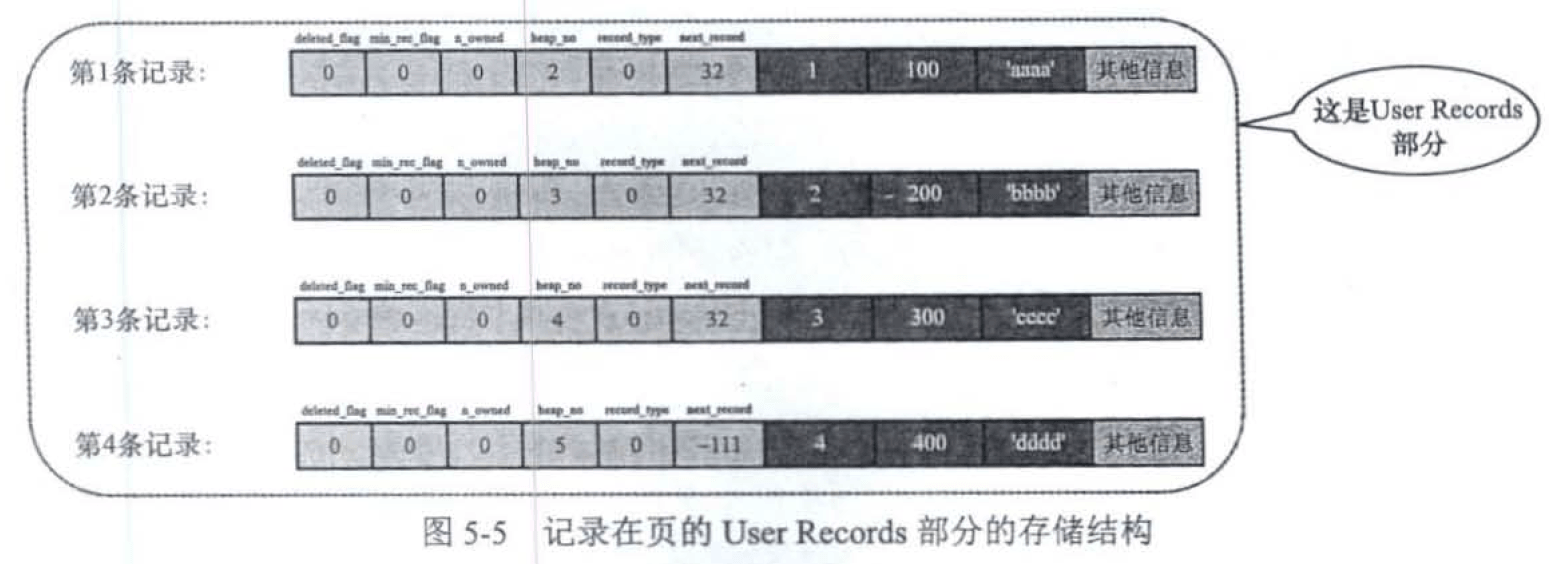 deleted_flag min_rec_flag n_owned heap_no record_type next_record
第1条记录: 0 0 0 2 0 32 1 100 'aaaa' 其他信息
这是User Records
部分
deleted_flag min_rec_flag n_owned heap_no record_type next_record
第2条记录: 0 0 0 3 0 32 2 200 'bbbb' 其他信息
deleted_flag min_rec_flag n_owned heap_no record_type next_record
第3条记录: 0 0 0 4 0 32 3 300 'cccc' 其他信息
deleted_flag min_rec_flag n_owned heap_no record_type next_record
第4条记录: 0 0 0 5 0 -111 4 400 'dddd' 其他信息
图 5-5 记录在页的 User Records 部分的存储结构